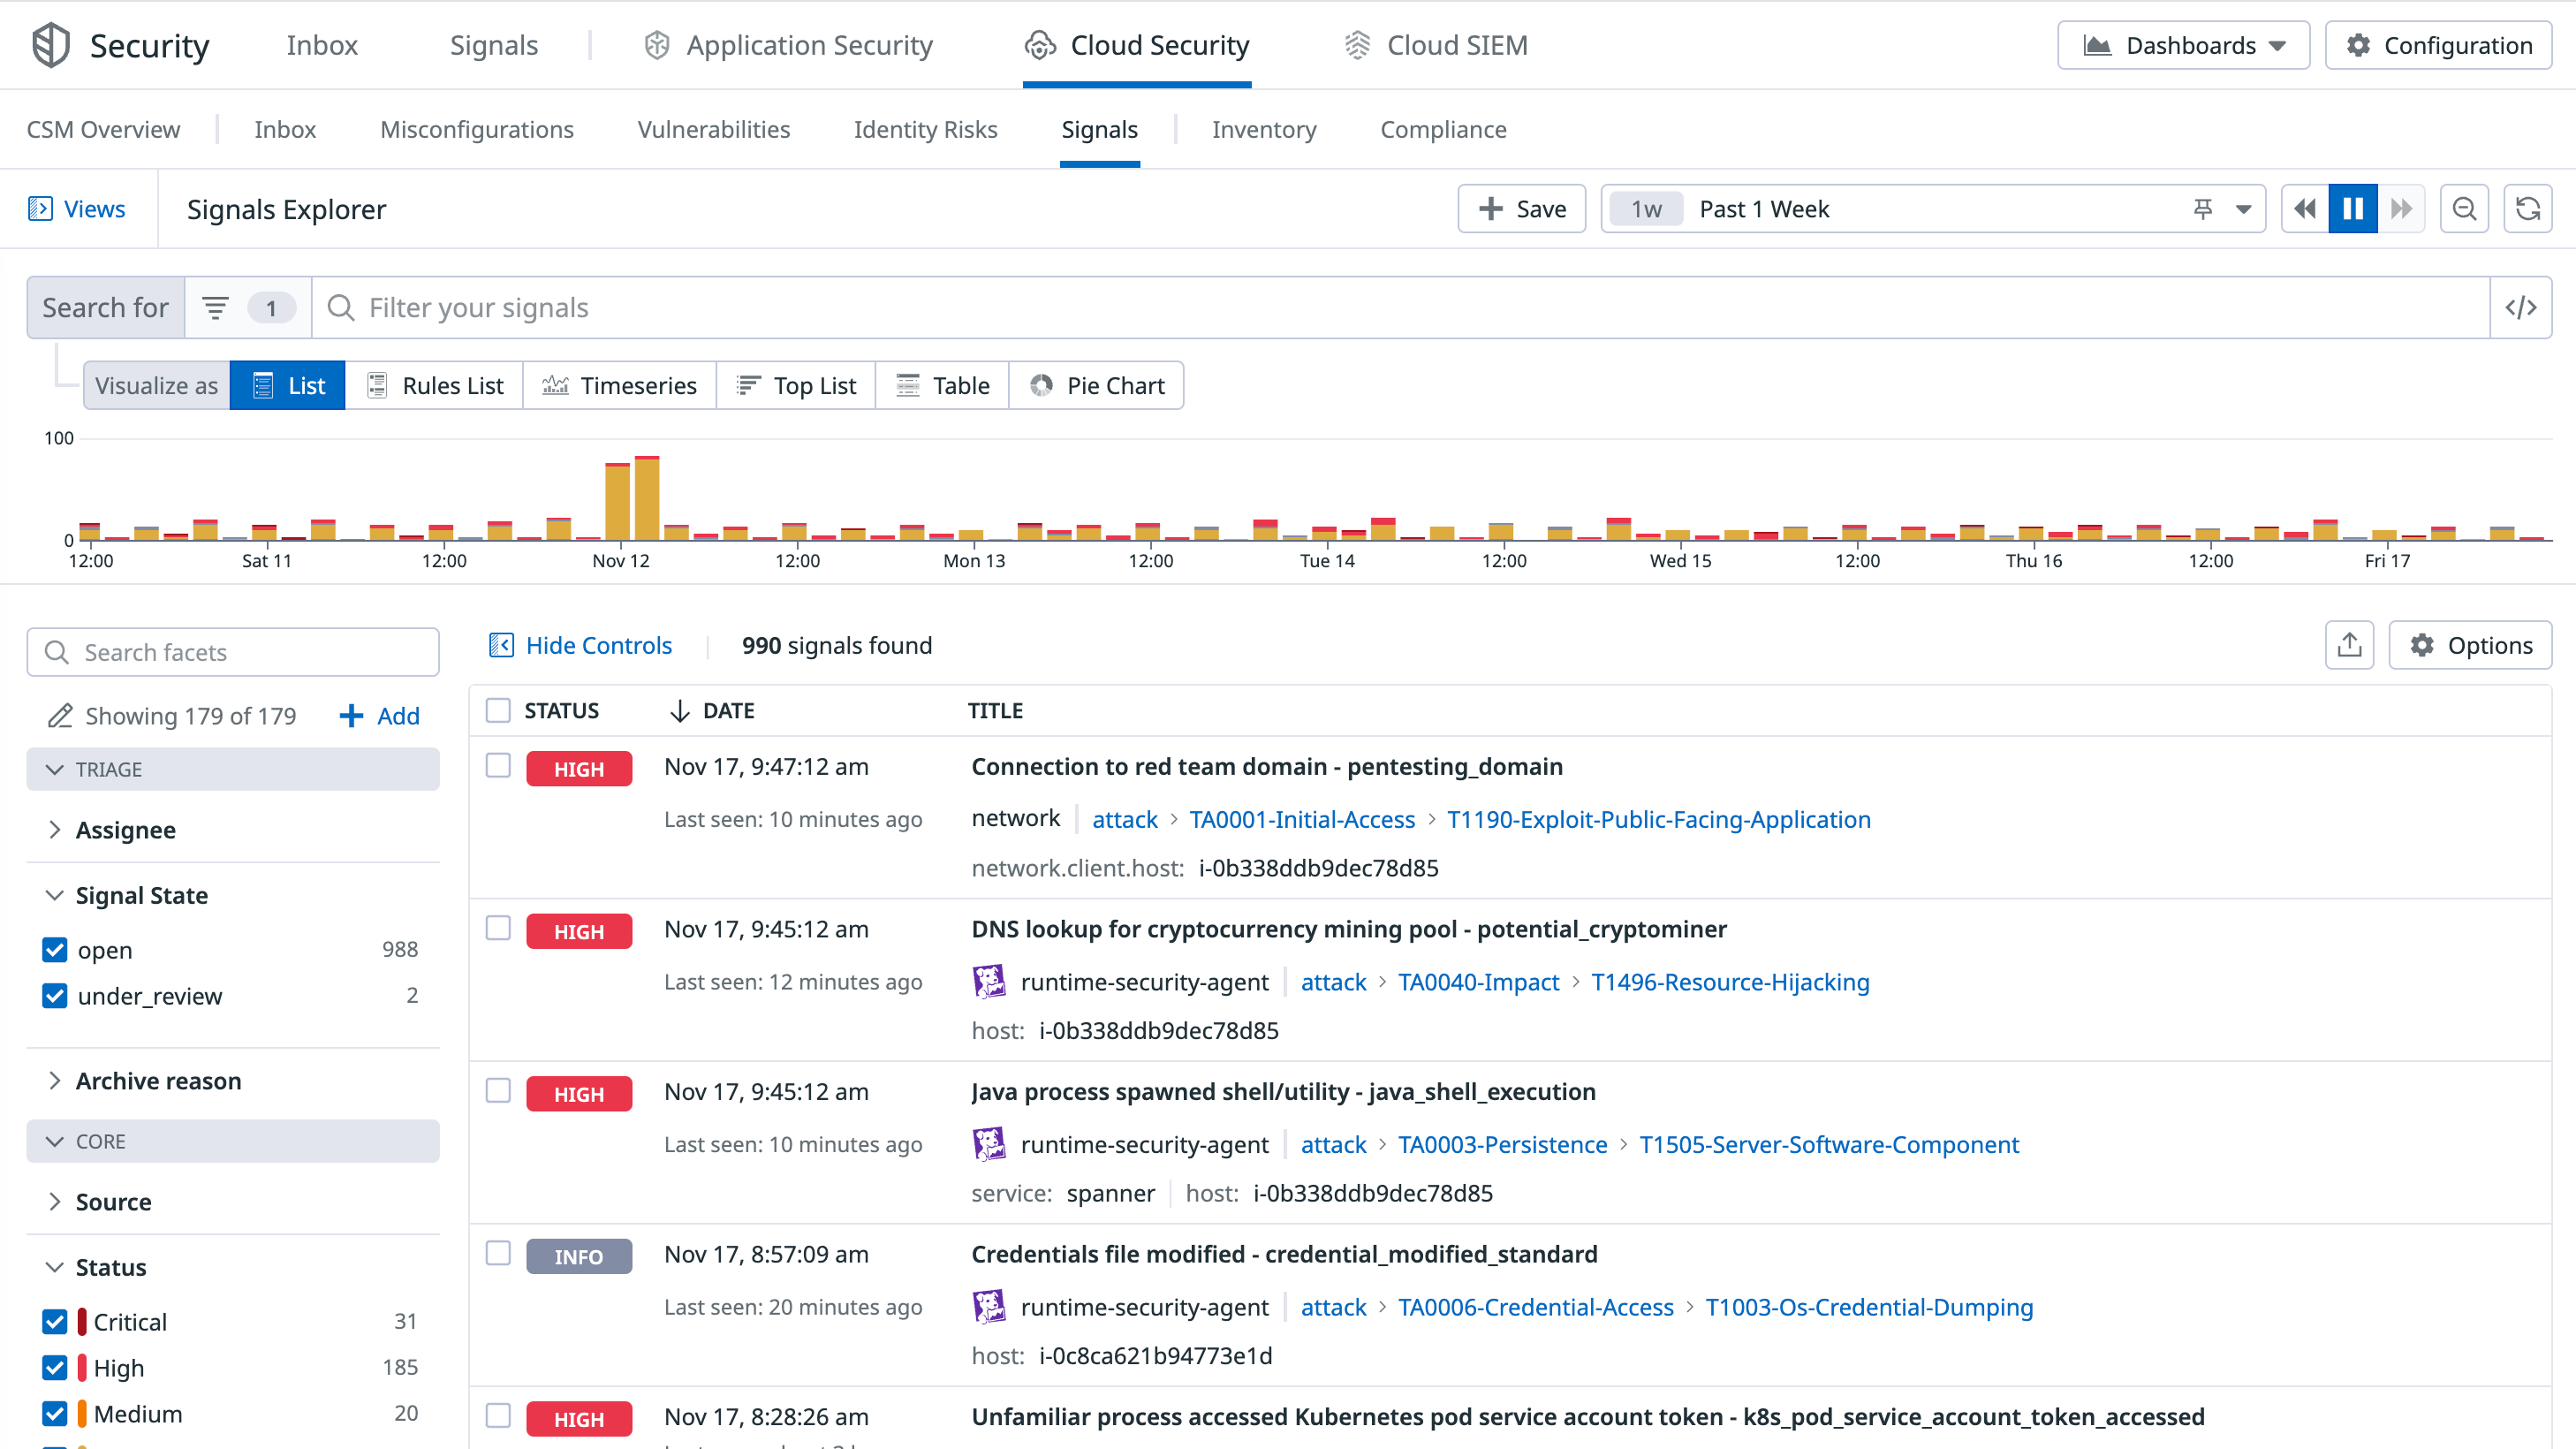 Security Inbox Signals Application Security Cloud Security Cloud SIEM Dashboards Configuration
CSM Overview Inbox Misconfigurations Vulnerabilities Identity Risks Signals Inventory Compliance
Views Signals Explorer Save 1w Past 1 Week
Search for 1 Filter your signals </>
Visualize as List Rules List Timeseries Top List Table Pie Chart
100
0
12:00 Sat 11 12:00 Nov 12 12:00 Mon 13 12:00 Tue 14 12:00 Wed 15 12:00 Thu 16 12:00 Fri 17
Search facets
Showing 179 of 179 Add
TRIAGE
Assignee
Signal State
open 988
under_review 2
Archive reason
CORE
Source
Status
Critical 31
High 185
Medium 20
Hide Controls 990 signals found Options
STATUS DATE TITLE
HIGH Nov 17, 9:47:12 am Connection to red team domain - pentesting_domain
Last seen: 10 minutes ago network attack > TA0001-Initial-Access > T1190-Exploit-Public-Facing-Application
network.client.host: i-0b338ddb9dec78d85
HIGH Nov 17, 9:45:12 am DNS lookup for cryptocurrency mining pool - potential_cryptominer
Last seen: 12 minutes ago runtime-security-agent attack > TA0040-Impact > T1496-Resource-Hijacking
host: i-0b338ddb9dec78d85
HIGH Nov 17, 9:45:12 am Java process spawned shell/utility - java_shell_execution
Last seen: 10 minutes ago runtime-security-agent attack > TA0003-Persistence > T1505-Server-Software-Component
service: spanner host: i-0b338ddb9dec78d85
INFO Nov 17, 8:57:09 am Credentials file modified - credential_modified_standard
Last seen: 20 minutes ago runtime-security-agent attack > TA0006-Credential-Access > T1003-Os-Credential-Dumping
host: i-0c8ca621b94773e1d
HIGH Nov 17, 8:28:26 am Unfamiliar process accessed Kubernetes pod service account token - k8s_pod_service_account_token_accessed